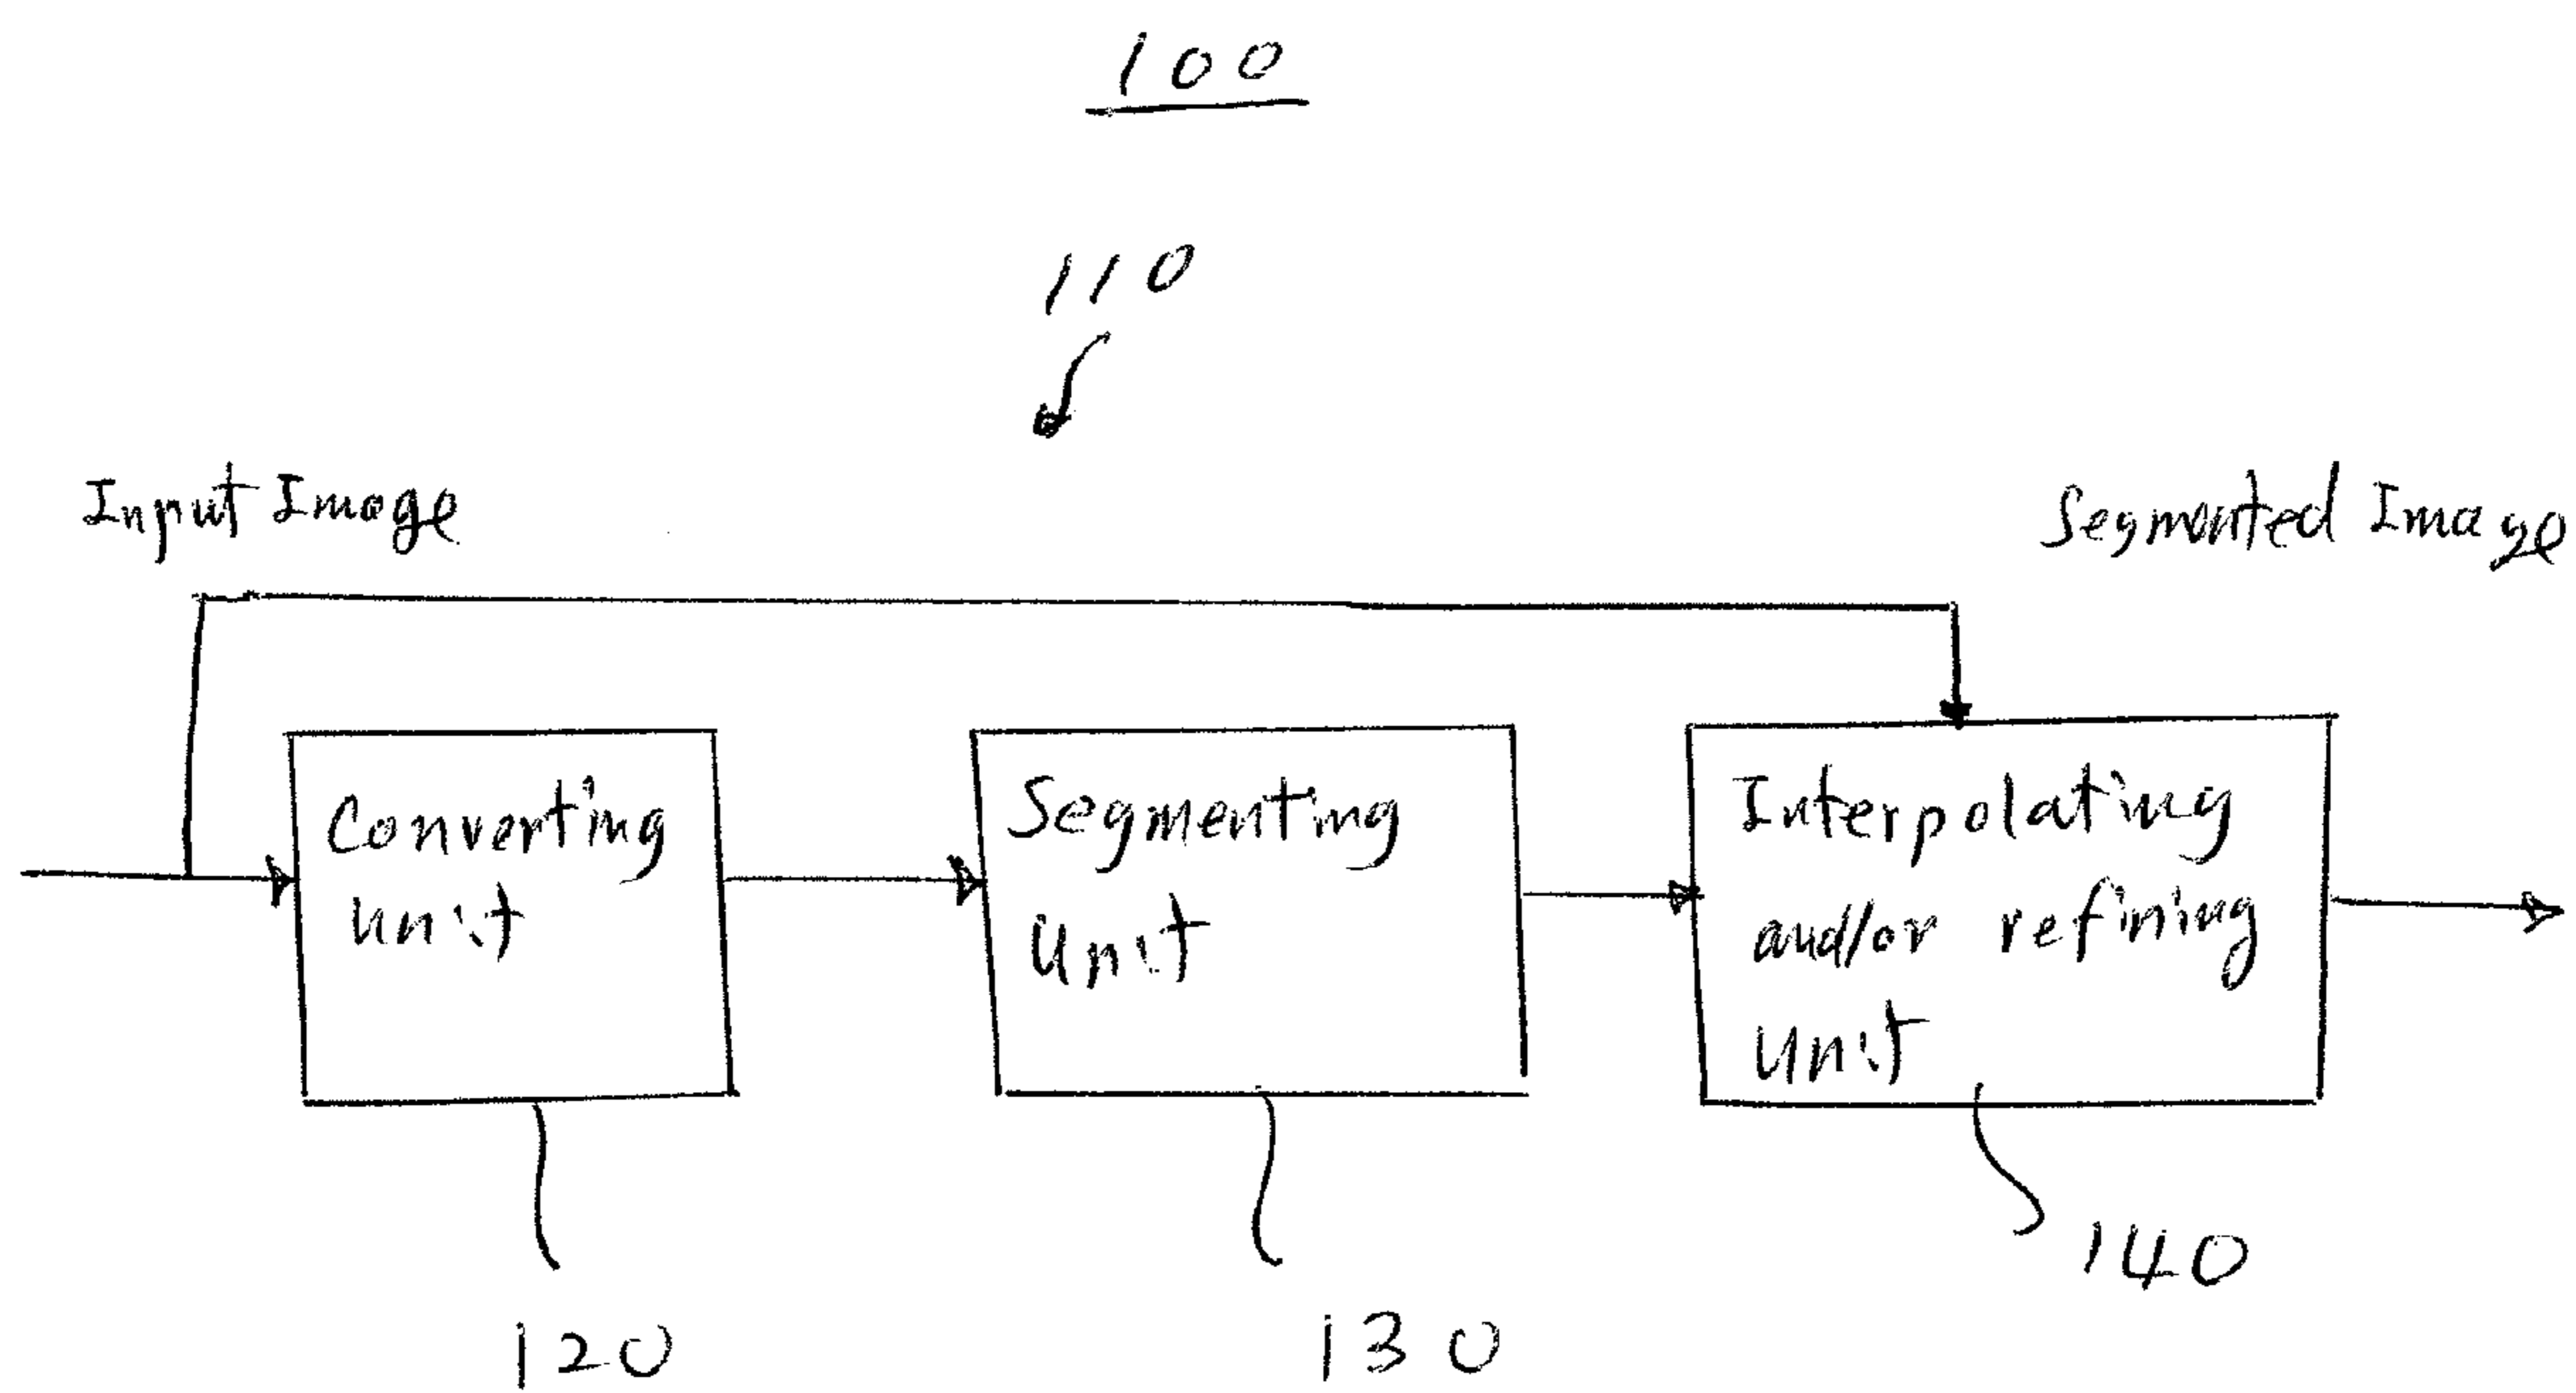 100
110
Input Image
Segmented Image
Converting
unit
Segmenting
Unit
Interpolating
and/or refining
Unit
120
130
140